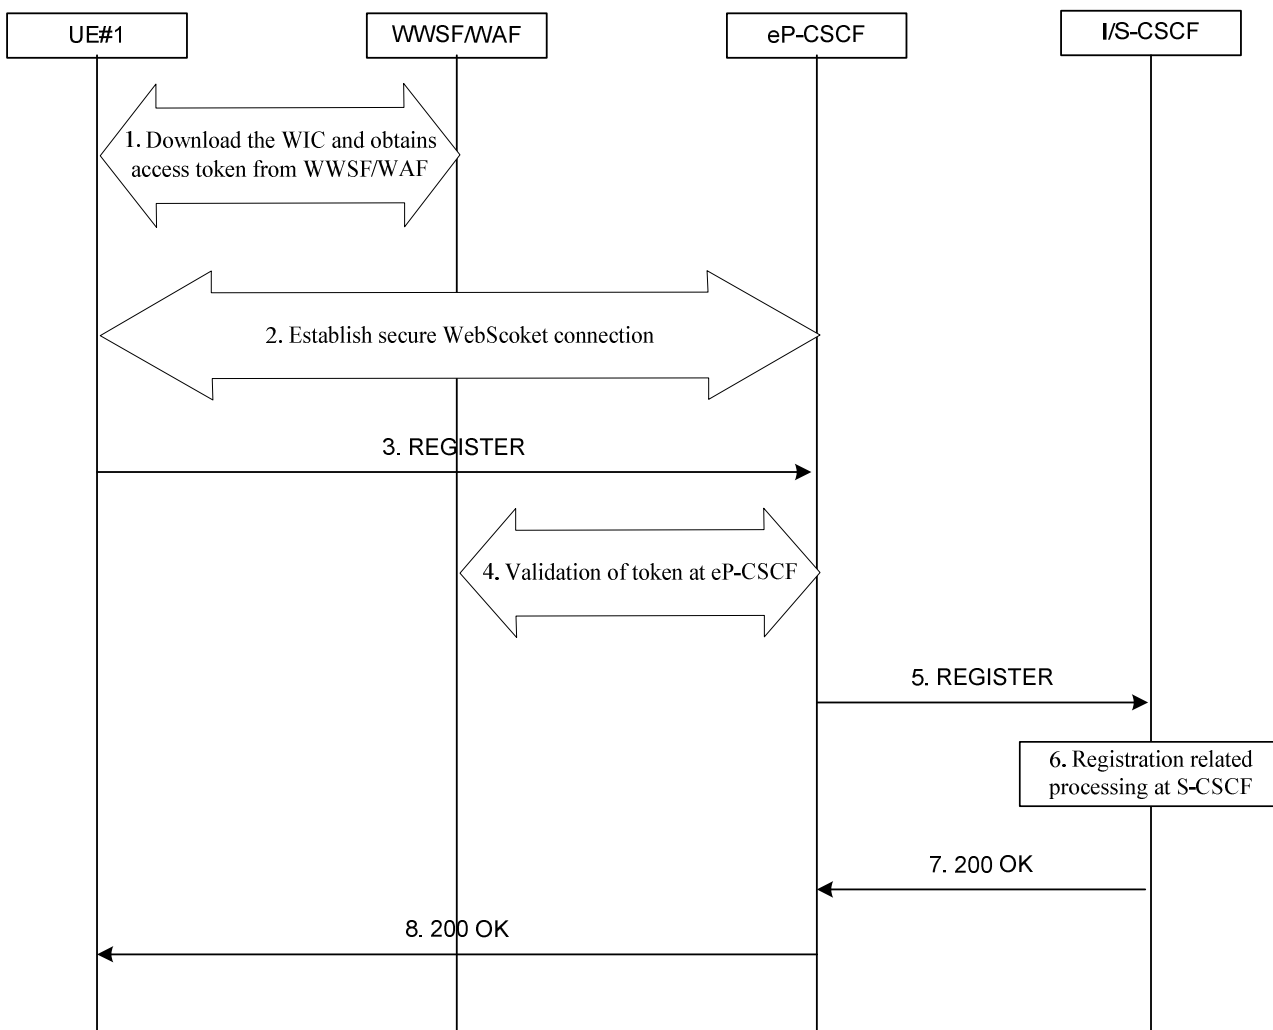 UE#1
WWSF/WAF
eP-CSCF
I/S-CSCF
1. Download the WIC and obtains
access token from WWSF/WAF
2. Establish secure WebScoket connection
3. REGISTER
4. Validation of token at eP-CSCF
5. REGISTER
6. Registration related
processing at S-CSCF
7. 200 OK
8. 200 OK